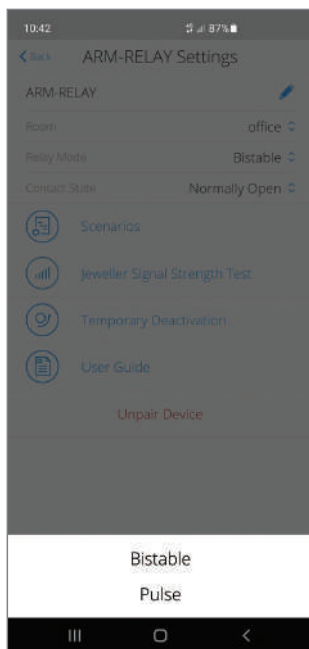 10:42 87%
Back ARM-RELAY Settings
ARM-RELAY
Room office
Relay Mode Bistable
Contact State Normally Open
Scenarios
Jeweller Signal Strength Test
Temporary Deactivation
User Guide
Unpair Device
Bistable
Pulse